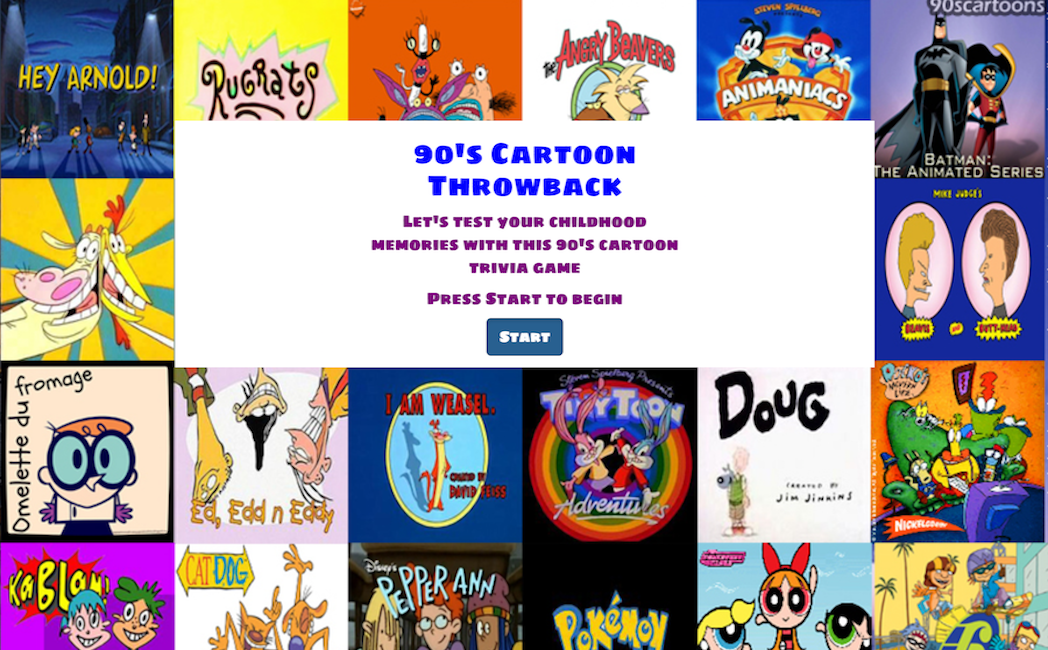 90scartoons
HEY ARNOLD!
RUGRATS
THE ANGRY BEAVERS
STEVEN SPIELBERG
PRESENTS
ANIMANIACS
BATMAN:
THE ANIMATED SERIES
90's Cartoon
Throwback
Let's test your childhood
memories with this 90's cartoon
trivia game
Press Start to begin
Start
MIKE JUDGE'S
BEAVIS AND BUTT-HEAD
Omelette du fromage
Ed, Edd n Eddy
I AM WEASEL.
CREATED BY
DAVID FEISS
Steven Spielberg Presents
TINY TOON
Adventures
DOUG
CREATED BY
JIM JINKINS
ROCKO'S
MODERN
LIFE
NICKELODEON
KABLAM!
CATDOG
Disney's
PEPPER ANN
POKéMON
POWERPUFF
GIRLS